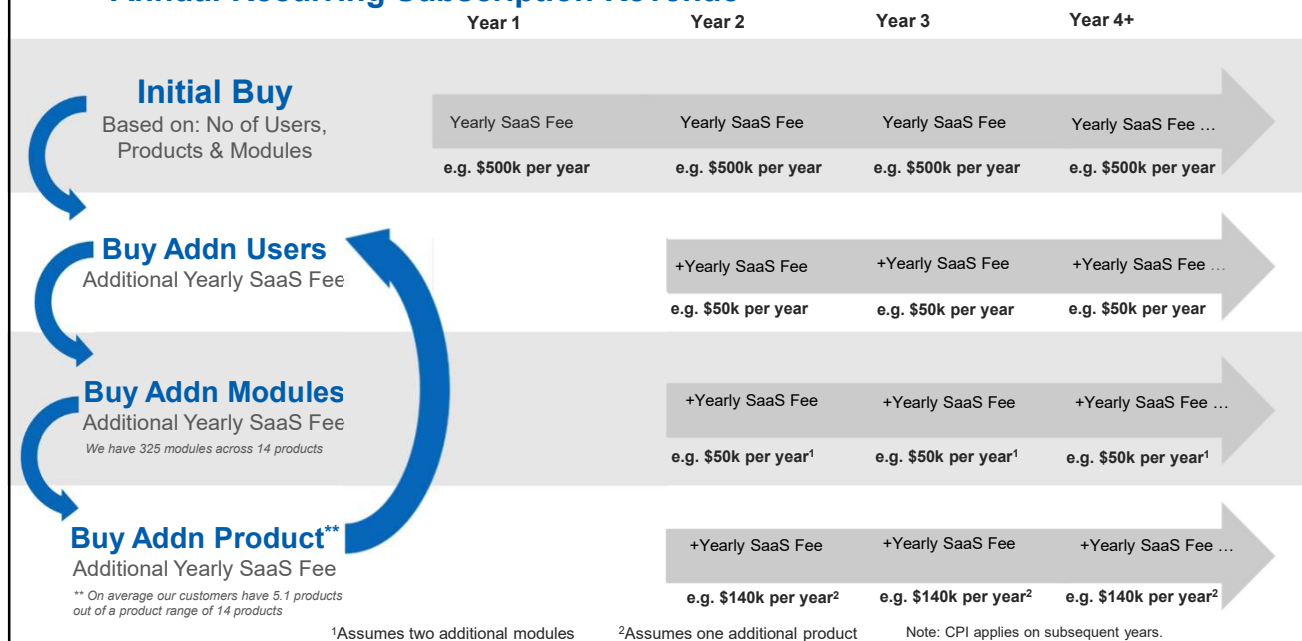 Annual Recurring Subscription Revenue
Year 1 Year 2 Year 3 Year 4+
Initial Buy
Based on: No of Users,
Products & Modules
Yearly SaaS Fee Yearly SaaS Fee Yearly SaaS Fee Yearly SaaS Fee …
e.g. $500k per year e.g. $500k per year e.g. $500k per year e.g. $500k per year
Buy Addn Users
Additional Yearly SaaS Fee
+Yearly SaaS Fee +Yearly SaaS Fee +Yearly SaaS Fee …
e.g. $50k per year e.g. $50k per year e.g. $50k per year
Buy Addn Modules
Additional Yearly SaaS Fee
We have 325 modules across 14 products
+Yearly SaaS Fee +Yearly SaaS Fee +Yearly SaaS Fee …
e.g. $50k per year¹ e.g. $50k per year¹ e.g. $50k per year¹
Buy Addn Product**
Additional Yearly SaaS Fee
** On average our customers have 5.1 products
out of a product range of 14 products
+Yearly SaaS Fee +Yearly SaaS Fee +Yearly SaaS Fee …
e.g. $140k per year² e.g. $140k per year² e.g. $140k per year²
¹Assumes two additional modules ²Assumes one additional product Note: CPI applies on subsequent years.